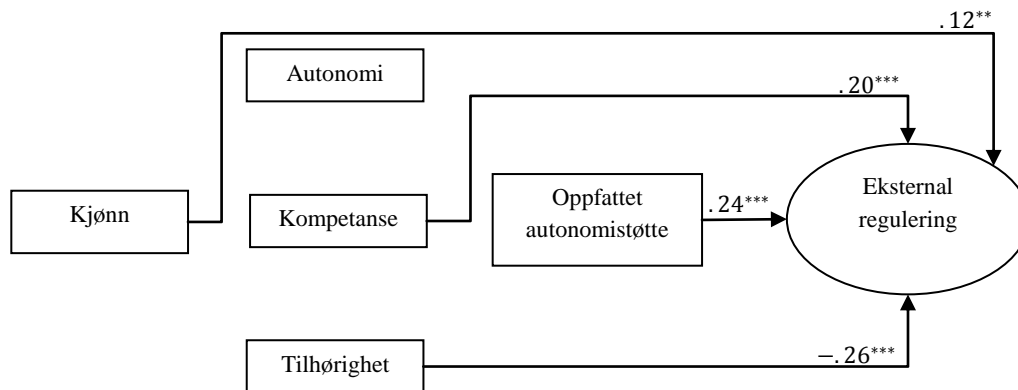 .12**
Autonomi
.20***
Kjønn
Kompetanse
Oppfattet
autonomistøtte
.24***
Eksternal
regulering
Tilhørighet
−.26***